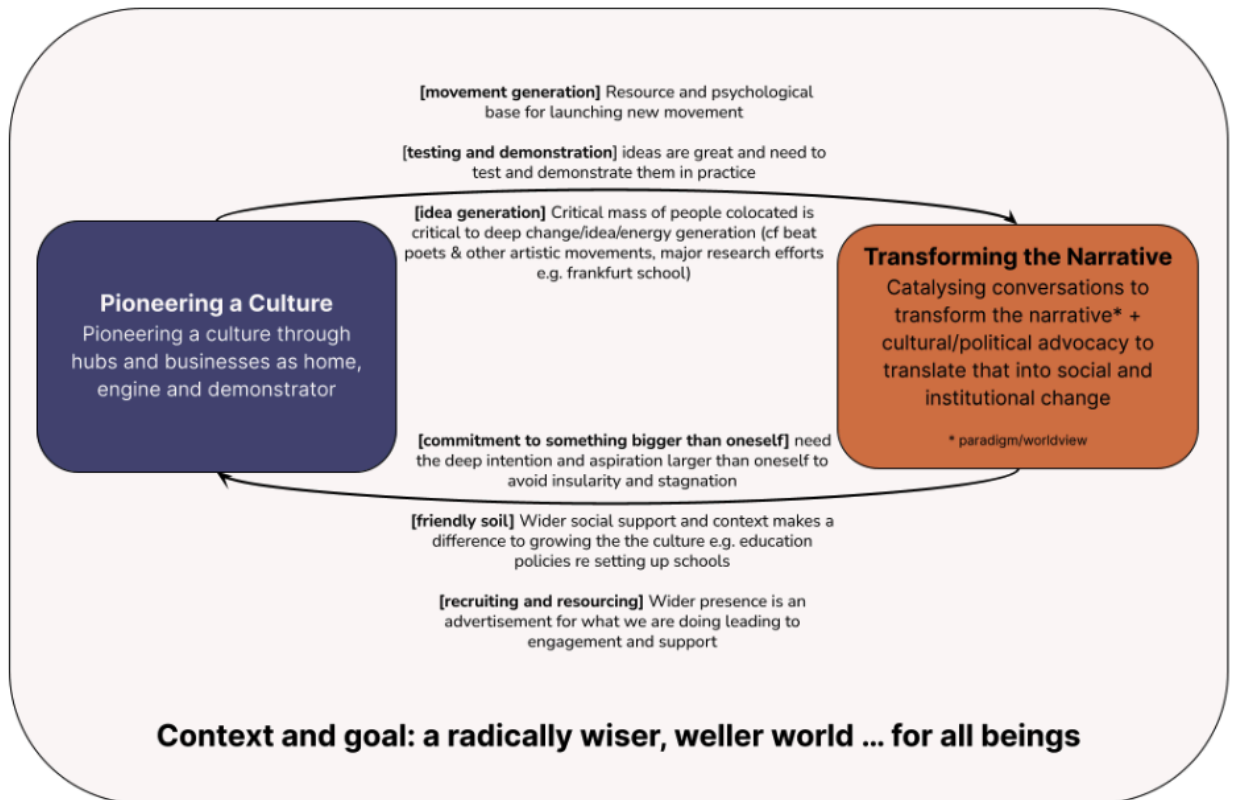 [movement generation] Resource and psychological
base for launching new movement
[testing and demonstration] ideas are great and need to
test and demonstrate them in practice
[idea generation] Critical mass of people colocated is
critical to deep change/idea/energy generation (cf beat
poets & other artistic movements, major research efforts
e.g. frankfurt school)
Pioneering a Culture
Pioneering a culture through
hubs and businesses as home,
engine and demonstrator
Transforming the Narrative
Catalysing conversations to
transform the narrative* +
cultural/political advocacy to
translate that into social and
institutional change
* paradigm/worldview
[commitment to something bigger than oneself] need
the deep intention and aspiration larger than oneself to
avoid insularity and stagnation
[friendly soil] Wider social support and context makes a
difference to growing the the culture e.g. education
policies re setting up schools
[recruiting and resourcing] Wider presence is an
advertisement for what we are doing leading to
engagement and support
Context and goal: a radically wiser, weller world ... for all beings